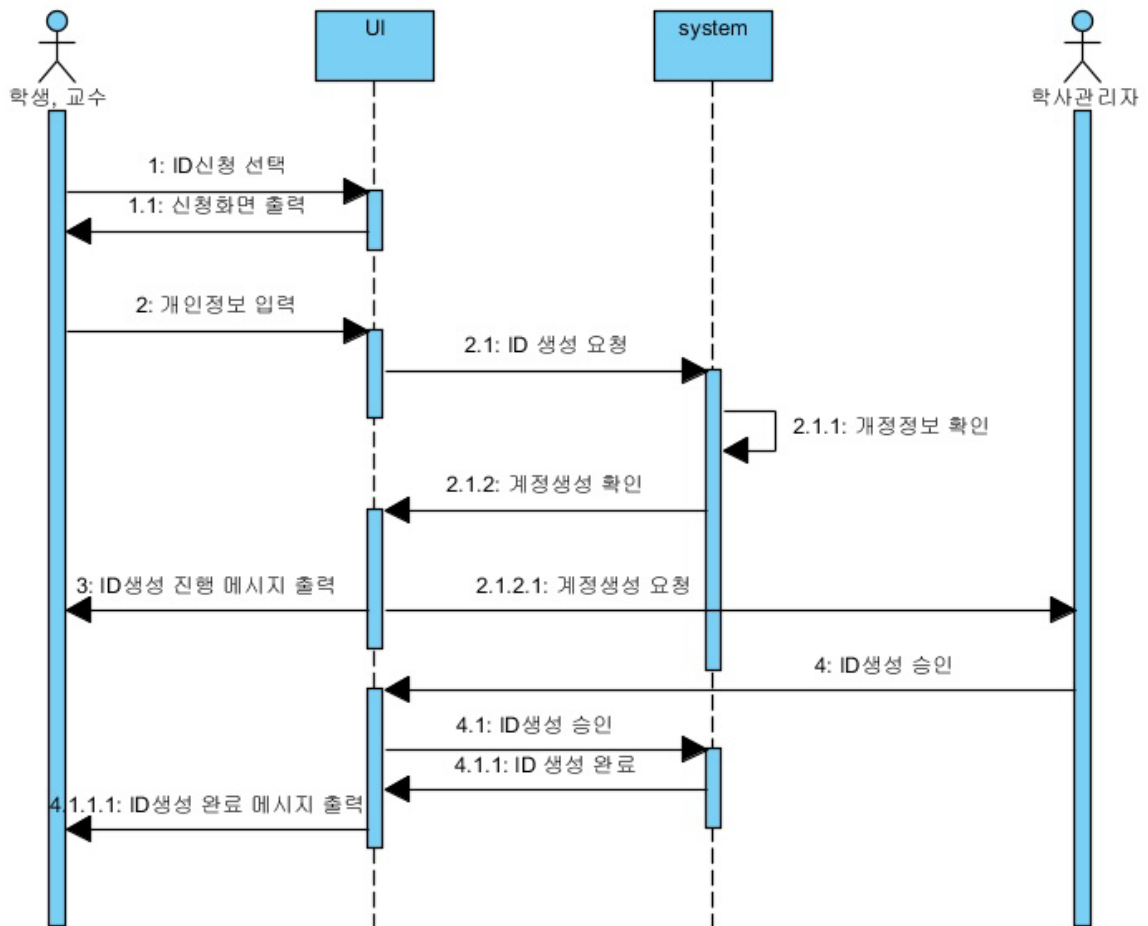 UI
system
학생, 교수
학사관리자
1: ID신청 선택
1.1: 신청화면 출력
2: 개인정보 입력
2.1: ID 생성 요청
2.1.1: 개정정보 확인
2.1.2: 계정생성 확인
3: ID생성 진행 메시지 출력
2.1.2.1: 계정생성 요청
4: ID생성 승인
4.1: ID생성 승인
4.1.1: ID 생성 완료
4.1.1.1: ID생성 완료 메시지 출력